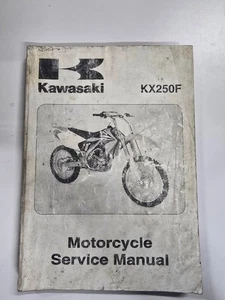 Kawasaki
KX250F
Motorcycle
Service Manual